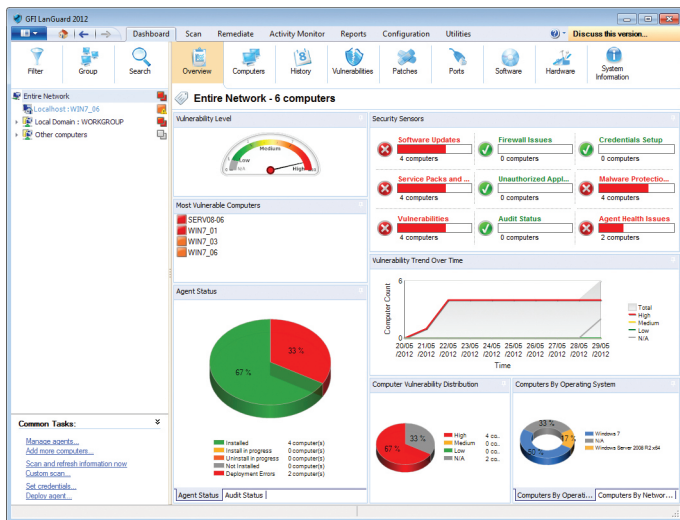 GFI LanGuard 2012
Dashboard Scan Remediate Activity Monitor Reports Configuration Utilities Discuss this version...
Filter Group Search Overview Computers History Vulnerabilities Patches Ports Software Hardware System Information
Entire Network
Localhost : WIN7_06
Local Domain : WORKGROUP
Other computers
Common Tasks:
Manage agents...
Add more computers...
Scan and refresh information now
Custom scan...
Set credentials...
Deploy agent...
Entire Network - 6 computers
Vulnerability Level
Medium
Low
High
Most Vulnerable Computers
SERV08-06
WIN7_01
WIN7_03
WIN7_06
Agent Status
33 %
67 %
Installed 4 computer(s)
Install in progress 0 computer(s)
Uninstall in progress 0 computer(s)
Not Installed 0 computer(s)
Deployment Errors 2 computer(s)
Agent Status Audit Status
Security Sensors
Software Updates Firewall Issues Credentials Setup
4 computers 0 computers 0 computers
Service Packs and ... Unauthorized Appl... Malware Protectio...
4 computers 0 computers 4 computers
Vulnerabilities Audit Status Agent Health Issues
4 computers 0 computers 2 computers
Vulnerability Trend Over Time
Computer Count
6
0
20/05 21/05 22/05 23/05 24/05 25/05 26/05 27/05 28/05 29/05
/2012 /2012 /2012 /2012 /2012 /2012 /2012 /2012 /2012 /2012
Time
Total
High
Medium
Low
N/A
Computer Vulnerability Distribution
33 %
67 %
High 4 co..
Medium 0 co..
Low 0 co..
N/A 2 co..
Computers By Operating System
33 %
17 %
50 %
Windows 7
N/A
Windows Server 2008 R2 x64
Computers By Operati... Computers By Networ...